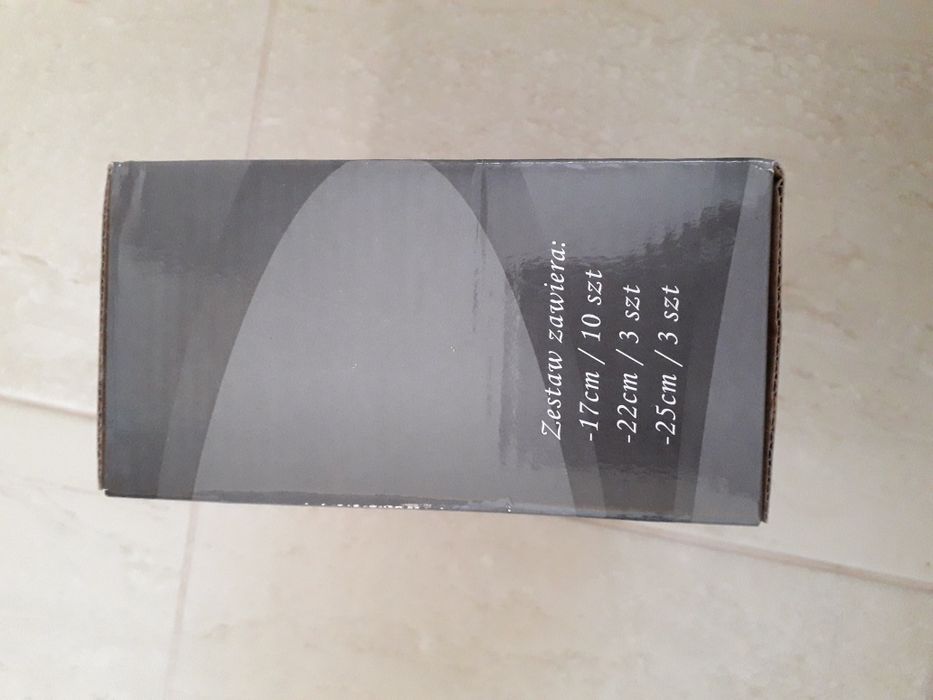 Zestaw zawiera:
-17cm / 10 szt
-22cm / 3 szt
-25cm / 3 szt